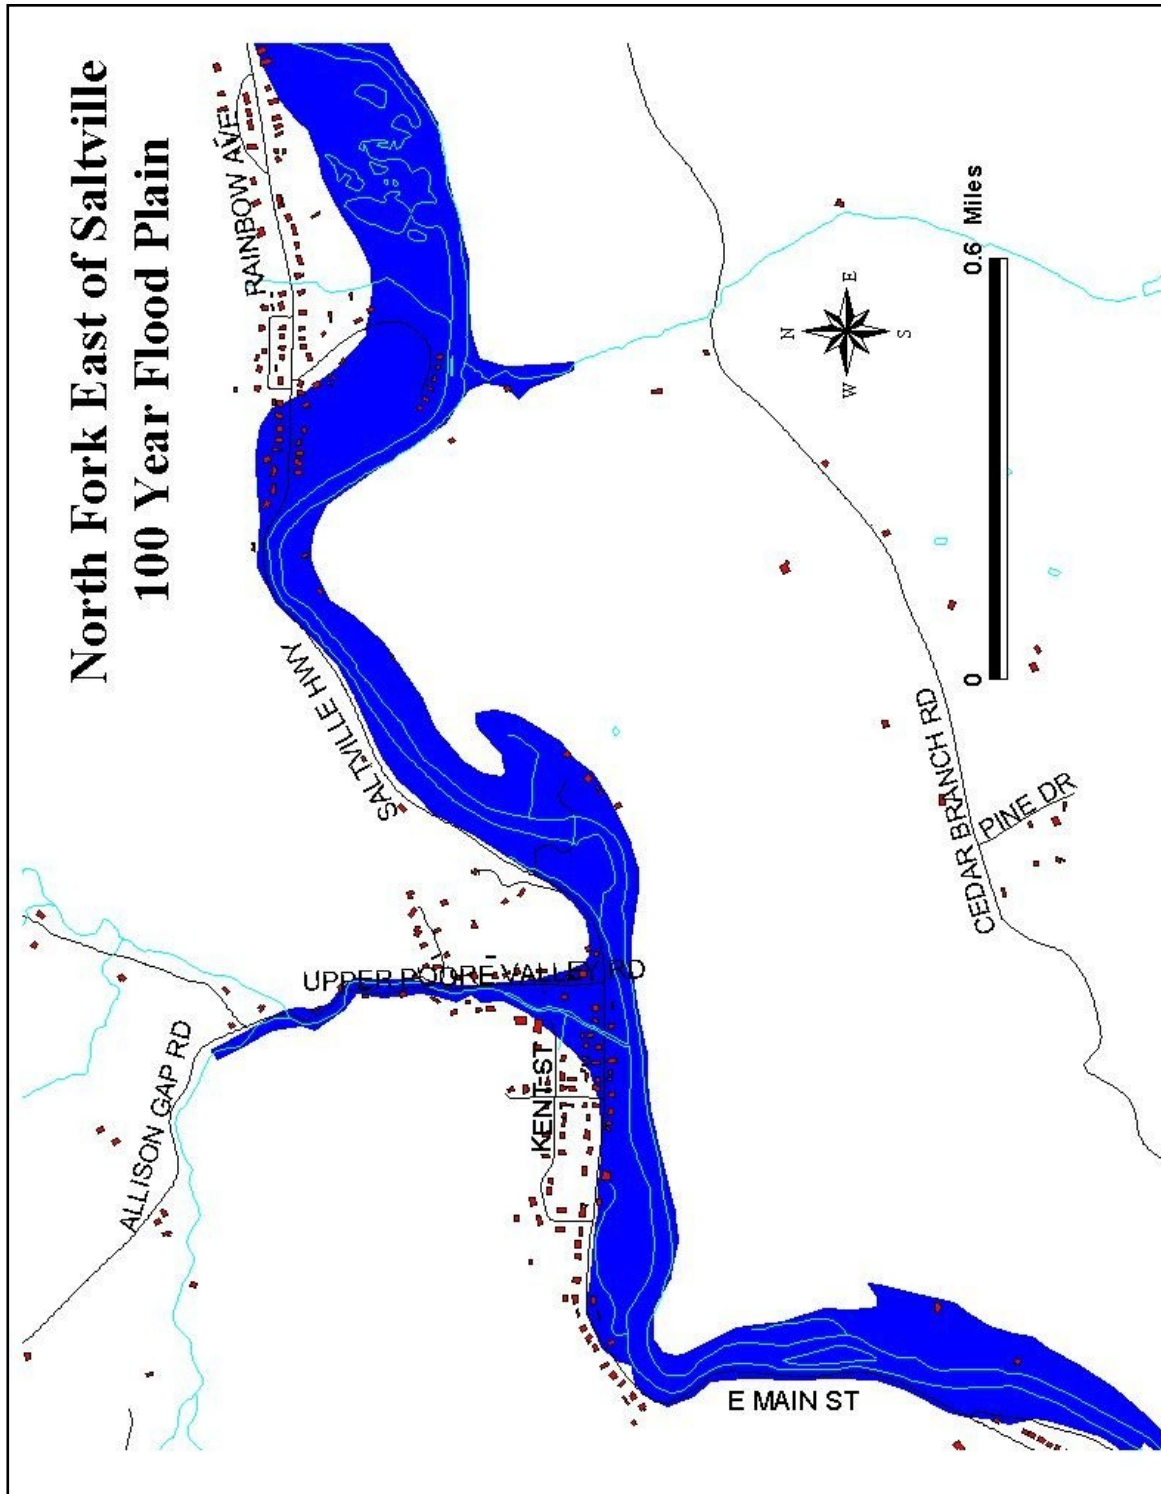 North Fork East of Saltville
100 Year Flood Plain
RAINBOW AVE
SALTVILLE HWY
UPPER POORE VALLEY RD
ALLISON GAP RD
KENT ST
E MAIN ST
CEDAR BRANCH RD
PINE DR
N
E
S
W
0
0.6 Miles